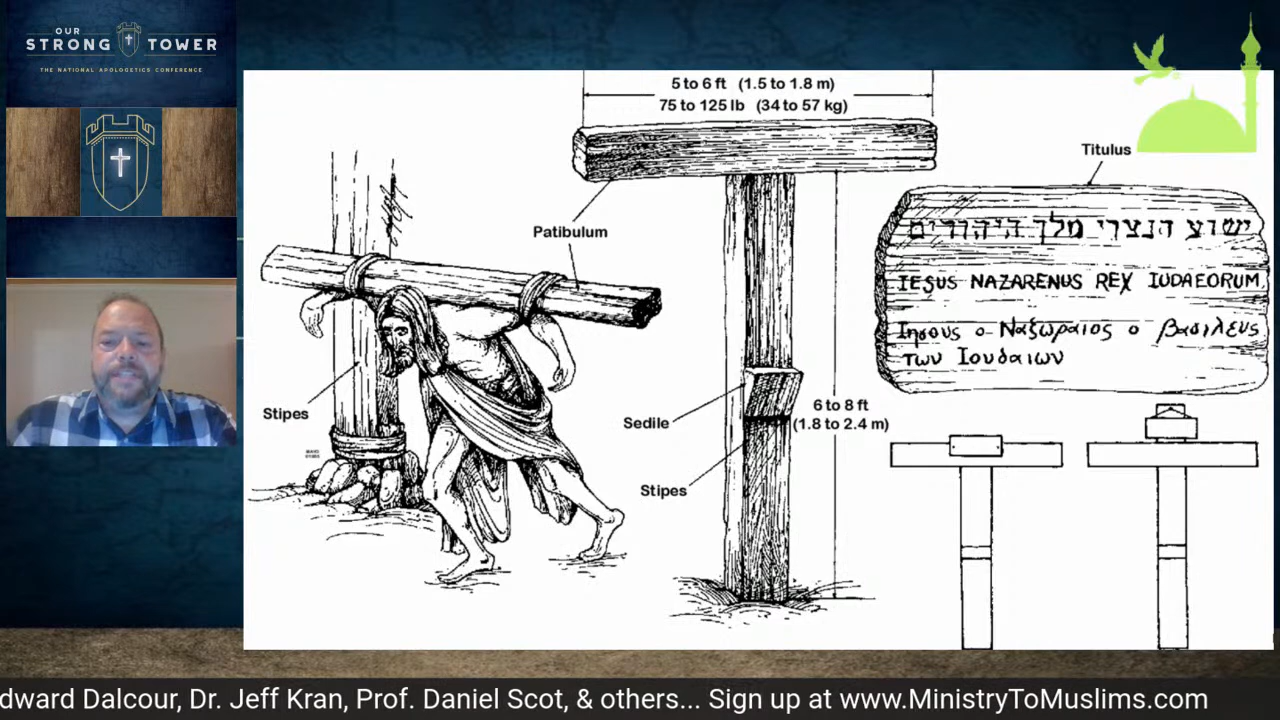 OUR
STRONG TOWER
THE NATIONAL APOLOGETICS CONFERENCE
5 to 6 ft (1.5 to 1.8 m)
75 to 125 lb (34 to 57 kg)
Titulus
ישוע הנצרי מלך היהודים
Patibulum
IESUS NAZARENUS REX IUDAEORUM
Ιησους ο Ναζωραιος ο βασιλευς
των Ιουδαιων
Stipes
Sedile
6 to 8 ft
(1.8 to 2.4 m)
Stipes
dward Dalcour, Dr. Jeff Kran, Prof. Daniel Scot, & others... Sign up at www.MinistryToMuslims.com